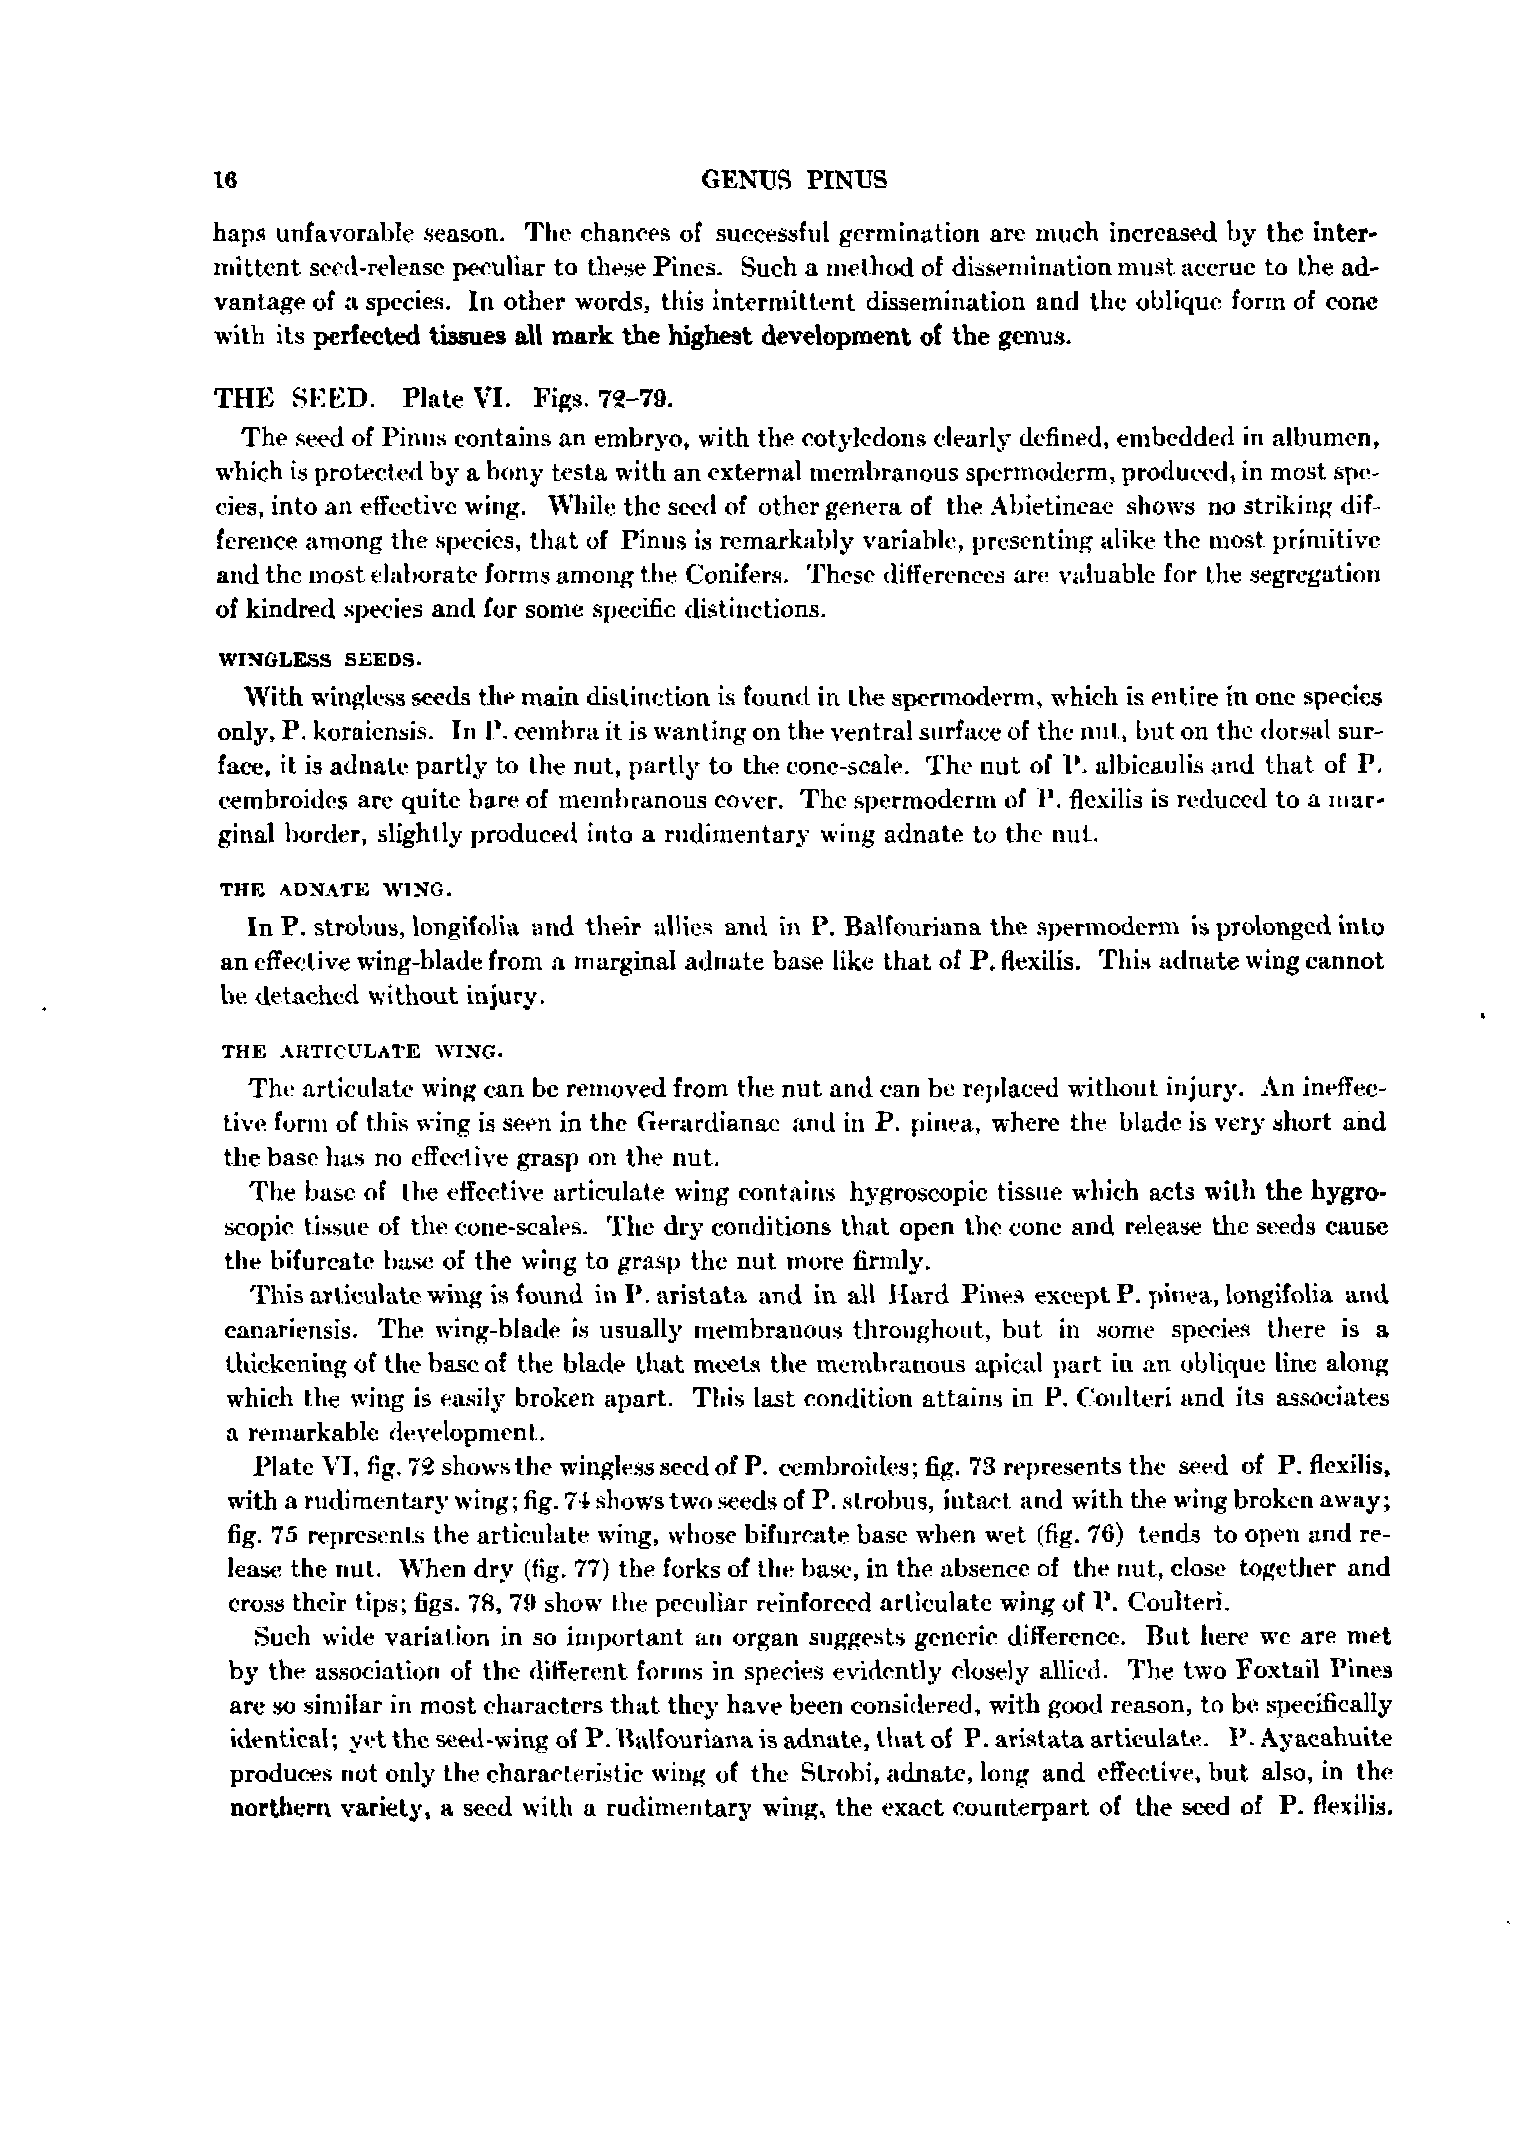 16 GENUS PINUS
haps unfavorable season. The chances of successful germination are much increased by the inter-
mittent seed-release peculiar to these Pines. Such a method of dissemination must accrue to the ad-
vantage of a species. In other words, this intermittent dissemination and the oblique form of cone
with its perfected tissues all mark the highest development of the genus.
THE SEED. Plate VI. Figs. 72-79.
The seed of Pinus contains an embryo, with the cotyledons clearly defined, embedded in albumen,
which is protected by a bony testa with an external membranous spermoderm, produced, in most spe-
cies, into an effective wing. While the seed of other genera of the Abietineae shows no striking dif-
ference among the species, that of Pinus is remarkably variable, presenting alike the most primitive
and the most elaborate forms among the Conifers. These differences are valuable for the segregation
of kindred species and for some specific distinctions.
WINGLESS SEEDS.
With wingless seeds the main distinction is found in the spermoderm, which is entire in one species
only, P. koraiensis. In P. cembra it is wanting on the ventral surface of the nut, but on the dorsal sur-
face, it is adnate partly to the nut, partly to the cone-scale. The nut of P. albicaulis and that of P.
cembroides are quite bare of membranous cover. The spermoderm of P. flexilis is reduced to a mar-
ginal border, slightly produced into a rudimentary wing adnate to the nut.
THE ADNATE WING.
In P. strobus, longifolia and their allies and in P. Balfouriana the spermoderm is prolonged into
an effective wing-blade from a marginal adnate base like that of P. flexilis. This adnate wing cannot
be detached without injury.
THE ARTICULATE WING.
The articulate wing can be removed from the nut and can be replaced without injury. An ineffec-
tive form of this wing is seen in the Gerardianae and in P. pinea, where the blade is very short and
the base has no effective grasp on the nut.
The base of the effective articulate wing contains hygroscopic tissue which acts with the hygro-
scopic tissue of the cone-scales. The dry conditions that open the cone and release the seeds cause
the bifurcate base of the wing to grasp the nut more firmly.
This articulate wing is found in P. aristata and in all Hard Pines except P. pinea, longifolia and
canariensis. The wing-blade is usually membranous throughout, but in some species there is a
thickening of the base of the blade that meets the membranous apical part in an oblique line along
which the wing is easily broken apart. This last condition attains in P. Coulteri and its associates
a remarkable development.
Plate VI, fig. 72 shows the wingless seed of P. cembroides; fig. 73 represents the seed of P. flexilis,
with a rudimentary wing; fig. 74 shows two seeds of P. strobus, intact and with the wing broken away;
fig. 75 represents the articulate wing, whose bifurcate base when wet (fig. 76) tends to open and re-
lease the nut. When dry (fig. 77) the forks of the base, in the absence of the nut, close together and
cross their tips; figs. 78, 79 show the peculiar reinforced articulate wing of P. Coulteri.
Such wide variation in so important an organ suggests generic difference. But here we are met
by the association of the different forms in species evidently closely allied. The two Foxtail Pines
are so similar in most characters that they have been considered, with good reason, to be specifically
identical; yet the seed-wing of P. Balfouriana is adnate, that of P. aristata articulate. P. Ayacahuite
produces not only the characteristic wing of the Strobi, adnate, long and effective, but also, in the
northern variety, a seed with a rudimentary wing, the exact counterpart of the seed of P. flexilis.